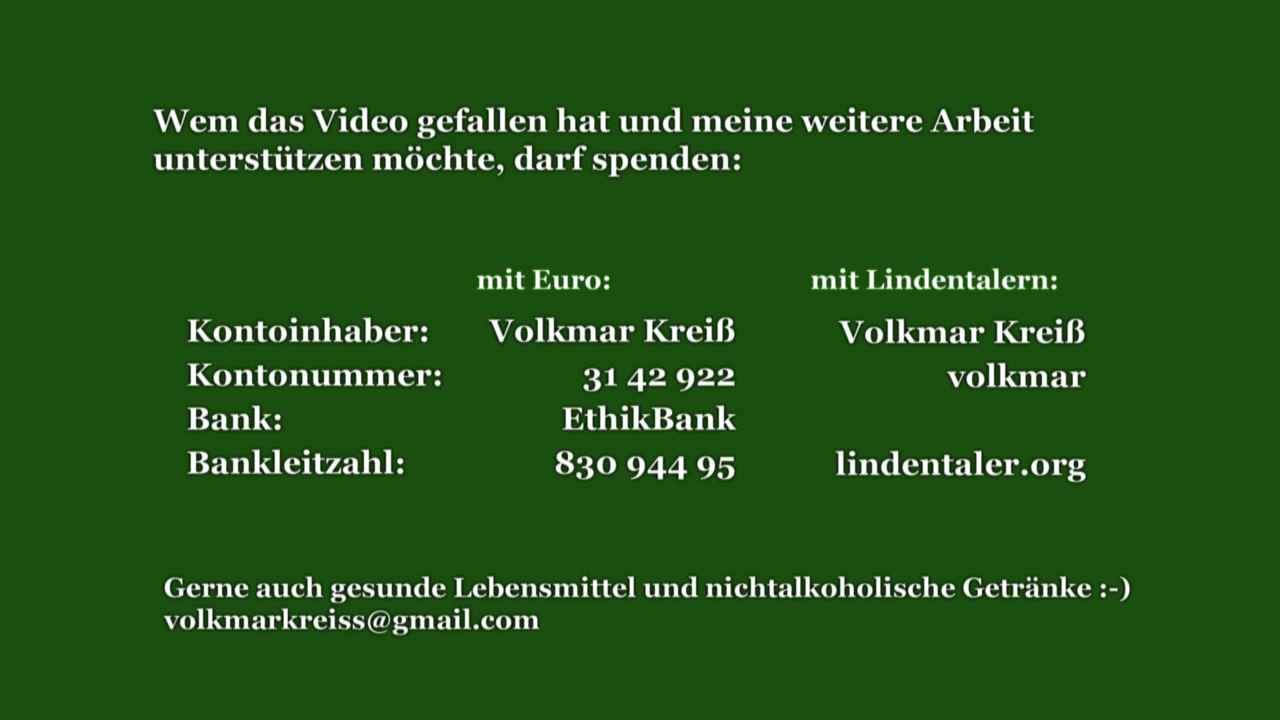 Wem das Video gefallen hat und meine weitere Arbeit
unterstützen möchte, darf spenden:
mit Euro: mit Lindentalern:
Kontoinhaber: Volkmar Kreiß Volkmar Kreiß
Kontonummer: 31 42 922 volkmar
Bank: EthikBank
Bankleitzahl: 830 944 95 lindentaler.org
Gerne auch gesunde Lebensmittel und nichtalkoholische Getränke :-)
volkmarkreiss@gmail.com